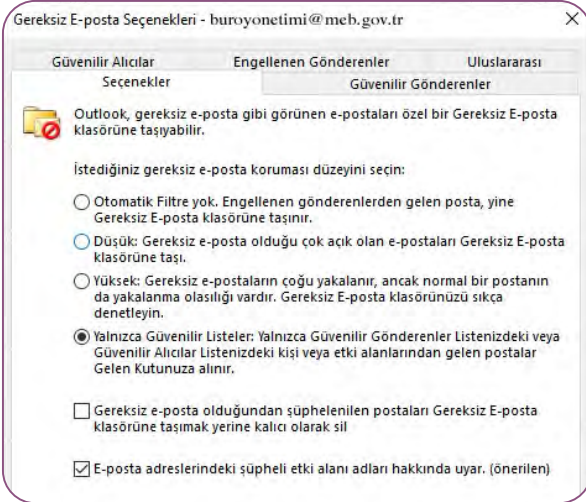 Gereksiz E-posta Seçenekleri - buroyonetimi@meb.gov.tr
Güvenilir Alıcılar Engellenen Gönderenler Uluslararası
Seçenekler Güvenilir Gönderenler
Outlook, gereksiz e-posta gibi görünen e-postaları özel bir Gereksiz E-posta
klasörüne taşıyabilir.
İstediğiniz gereksiz e-posta koruması düzeyini seçin:
Otomatik Filtre yok. Engellenen gönderenlerden gelen posta, yine
Gereksiz E-posta klasörüne taşınır.
Düşük: Gereksiz e-posta olduğu çok açık olan e-postaları Gereksiz E-posta
klasörüne taşı.
Yüksek: Gereksiz e-postaların çoğu yakalanır, ancak normal bir postanın
da yakalanma olasılığı vardır. Gereksiz E-posta klasörünüzü sıkça
denetleyin.
Yalnızca Güvenilir Listeler: Yalnızca Güvenilir Gönderenler Listenizdeki veya
Güvenilir Alıcılar Listenizdeki kişi veya etki alanlarından gelen postalar
Gelen Kutunuza alınır.
Gereksiz e-posta olduğundan şüphelenilen postaları Gereksiz E-posta
klasörüne taşımak yerine kalıcı olarak sil
E-posta adreslerindeki şüpheli etki alanı adları hakkında uyar. (önerilen)